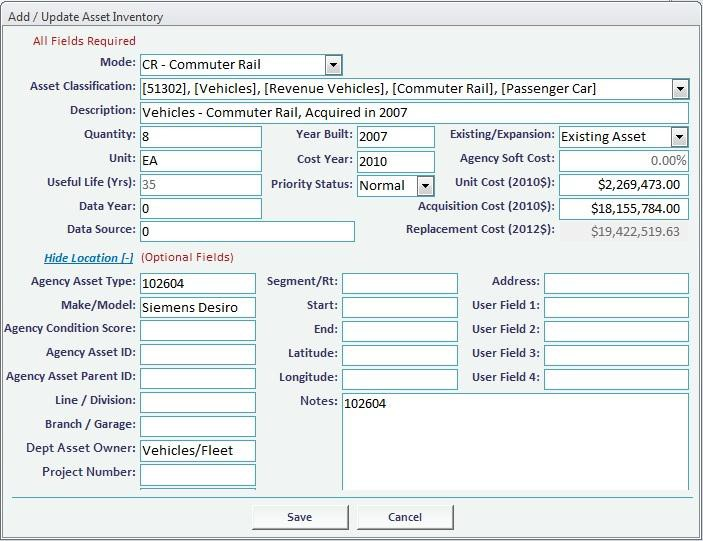 Add / Update Asset Inventory
All Fields Required
Mode: CR - Commuter Rail
Asset Classification: [51302], [Vehicles], [Revenue Vehicles], [Commuter Rail], [Passenger Car]
Description: Vehicles - Commuter Rail, Acquired in 2007
Quantity: 8 Year Built: 2007 Existing/Expansion: Existing Asset
Unit: EA Cost Year: 2010 Agency Soft Cost: 0.00%
Useful Life (Yrs): 35 Priority Status: Normal Unit Cost (2010$): $2,269,473.00
Data Year: 0 Acquisition Cost (2010$): $18,155,784.00
Data Source: 0 Replacement Cost (2012$): $19,422,519.63
Hide Location [-] (Optional Fields)
Agency Asset Type: 102604 Segment/Rt: Address:
Make/Model: Siemens Desiro Start: User Field 1:
Agency Condition Score: End: User Field 2:
Agency Asset ID: Latitude: User Field 3:
Agency Asset Parent ID: Longitude: User Field 4:
Line / Division: Notes: 102604
Branch / Garage:
Dept Asset Owner: Vehicles/Fleet
Project Number:
Save Cancel